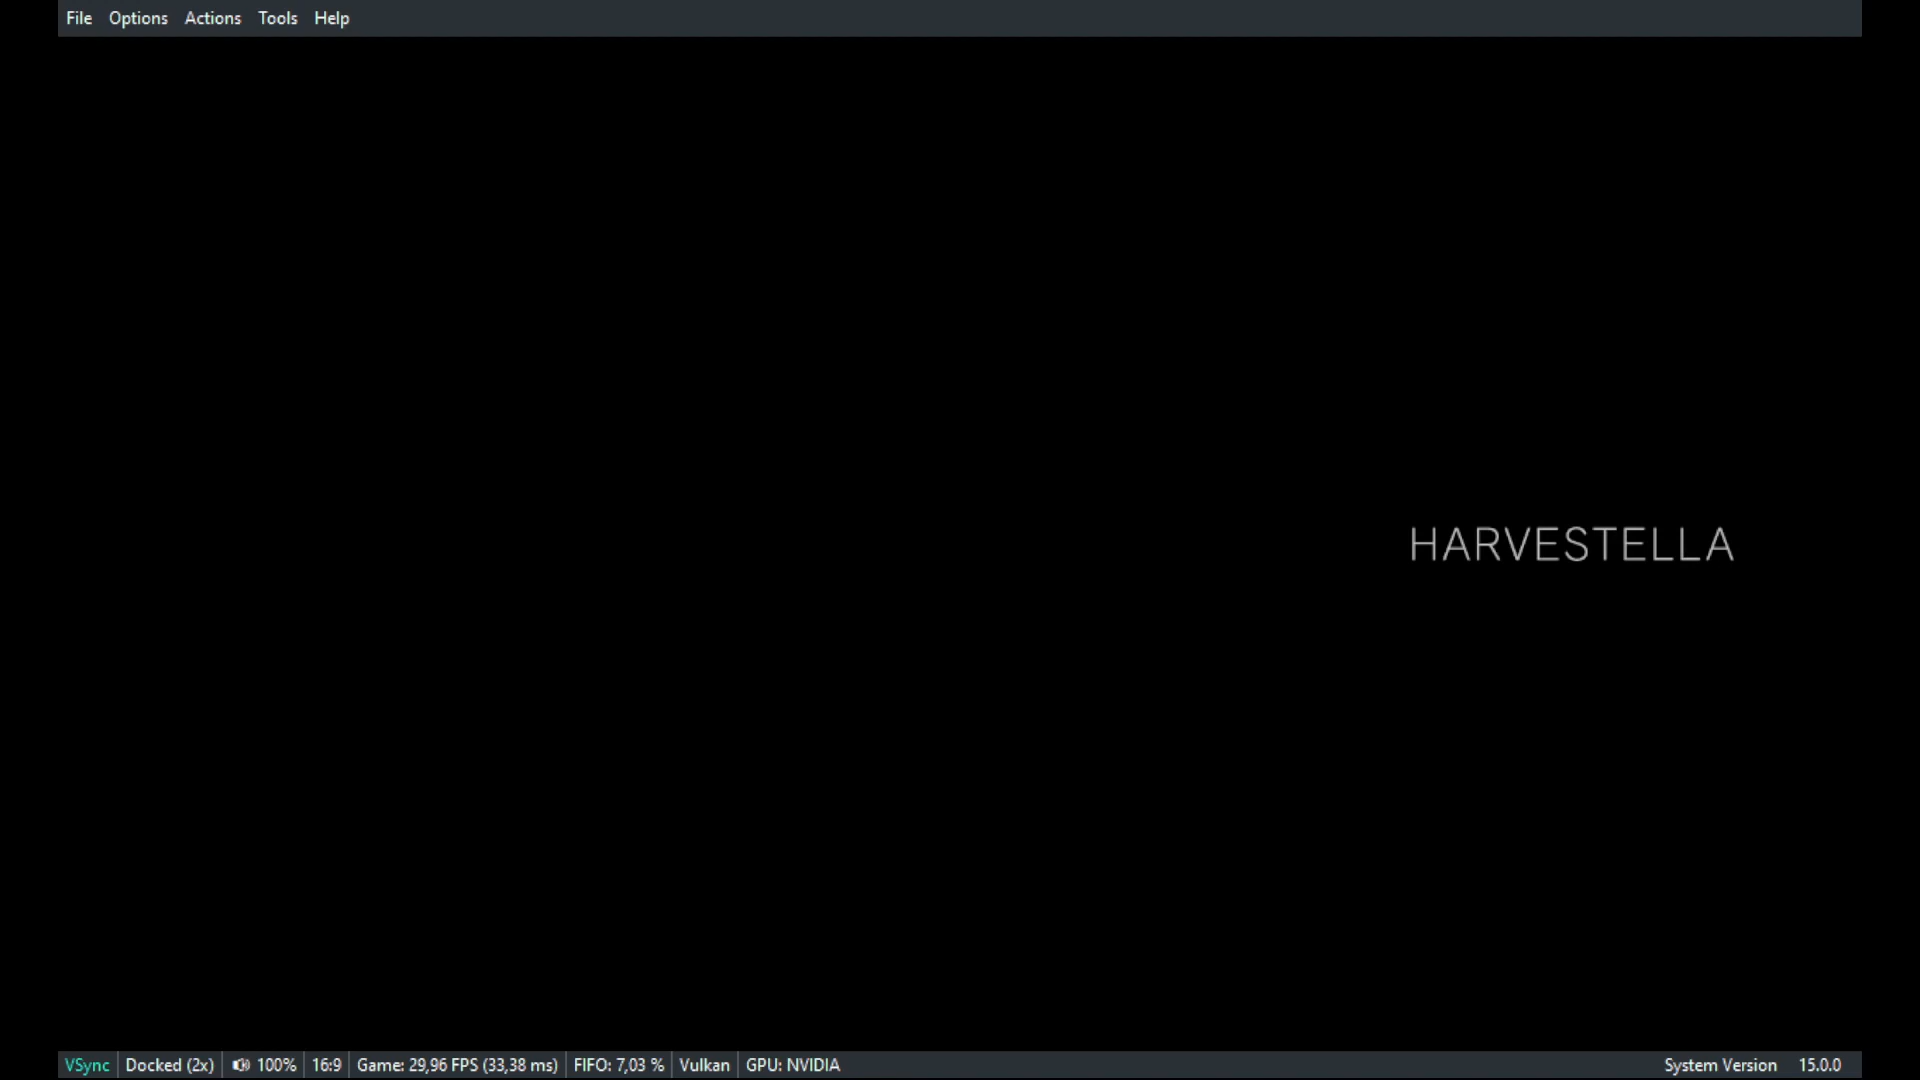 File Options Actions Tools Help
HARVESTELLA
VSync Docked (2x) 100% 16:9 Game: 29,96 FPS (33,38 ms) FIFO: 7,03 % Vulkan GPU: NVIDIA System Version 15.0.0